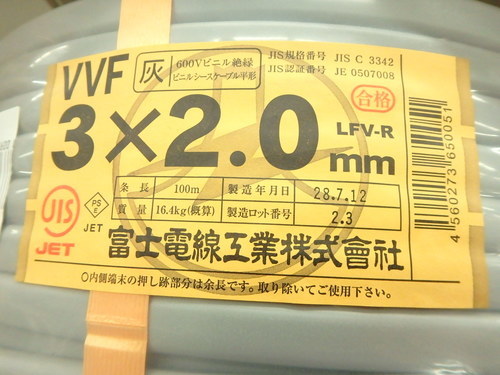 VVF 灰 600Vビニル絶縁 ビニルシースケーブル平形
JIS規格番号 JIS C 3342
JIS認証番号 JE 0507008
合格
3×2.0mm
LFV-R
条長 100m 製造年月日 28.7.12
質量 16.4kg(概算) 製造ロット番号 2.3
JIS
JET
PS
E
JET
富士電線工業株式會社
○内側端末の押し跡部分は余長です。取り除いてご使用下さい。
4560273650051